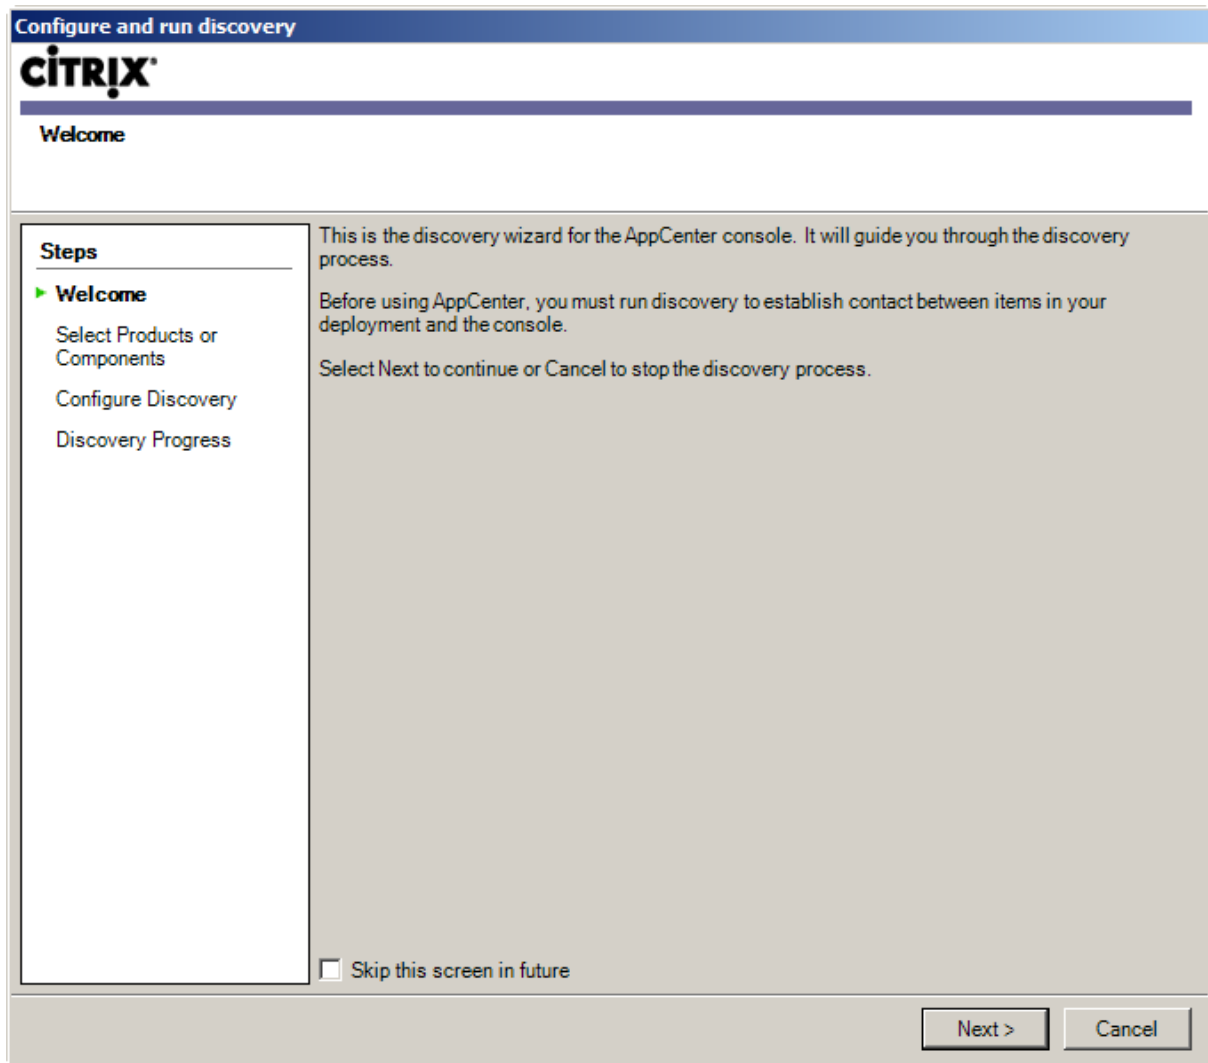 Configure and run discovery
CİTRIX®
Welcome
Steps
Welcome
Select Products or
Components
Configure Discovery
Discovery Progress
This is the discovery wizard for the AppCenter console. It will guide you through the discovery
process.
Before using AppCenter, you must run discovery to establish contact between items in your
deployment and the console.
Select Next to continue or Cancel to stop the discovery process.
Skip this screen in future
Next >
Cancel